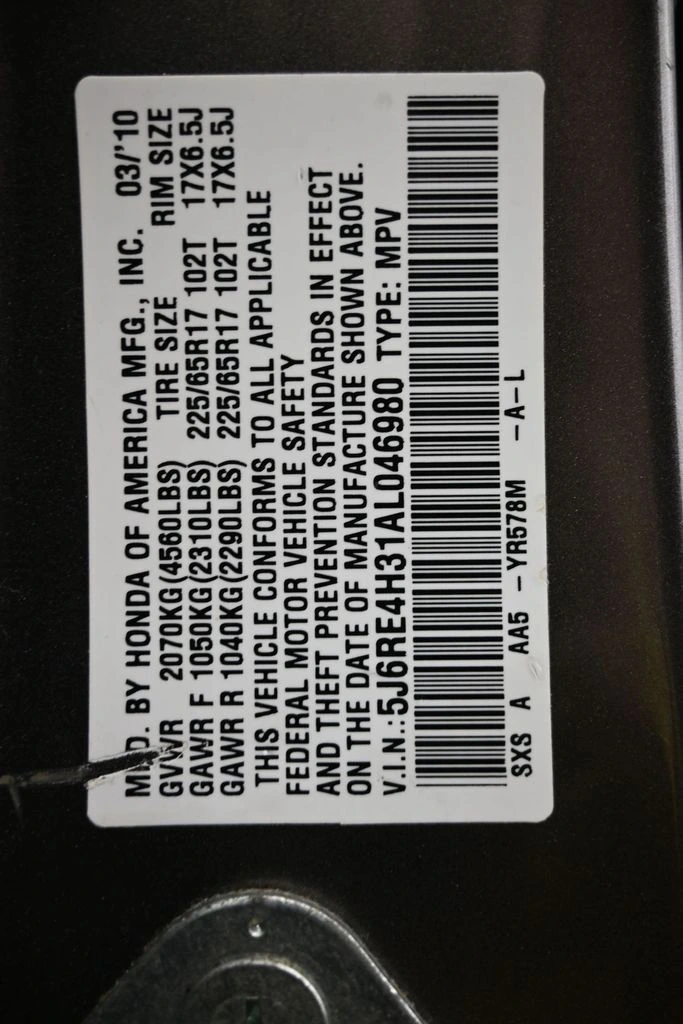 MFD. BY HONDA OF AMERICA MFG., INC. 03/'10
GVWR 2070KG(4560LBS) TIRE SIZE RIM SIZE
GAWR F 1050KG(2310LBS) 225/65R17 102T 17X6.5J
GAWR R 1040KG(2290LBS) 225/65R17 102T 17X6.5J
THIS VEHICLE CONFORMS TO ALL APPLICABLE
FEDERAL MOTOR VEHICLE SAFETY
AND THEFT PREVENTION STANDARDS IN EFFECT
ON THE DATE OF MANUFACTURE SHOWN ABOVE.
V.I.N.:5J6RE4H31AL046980 TYPE: MPV
SXS A AA5 -YR578M -A-L